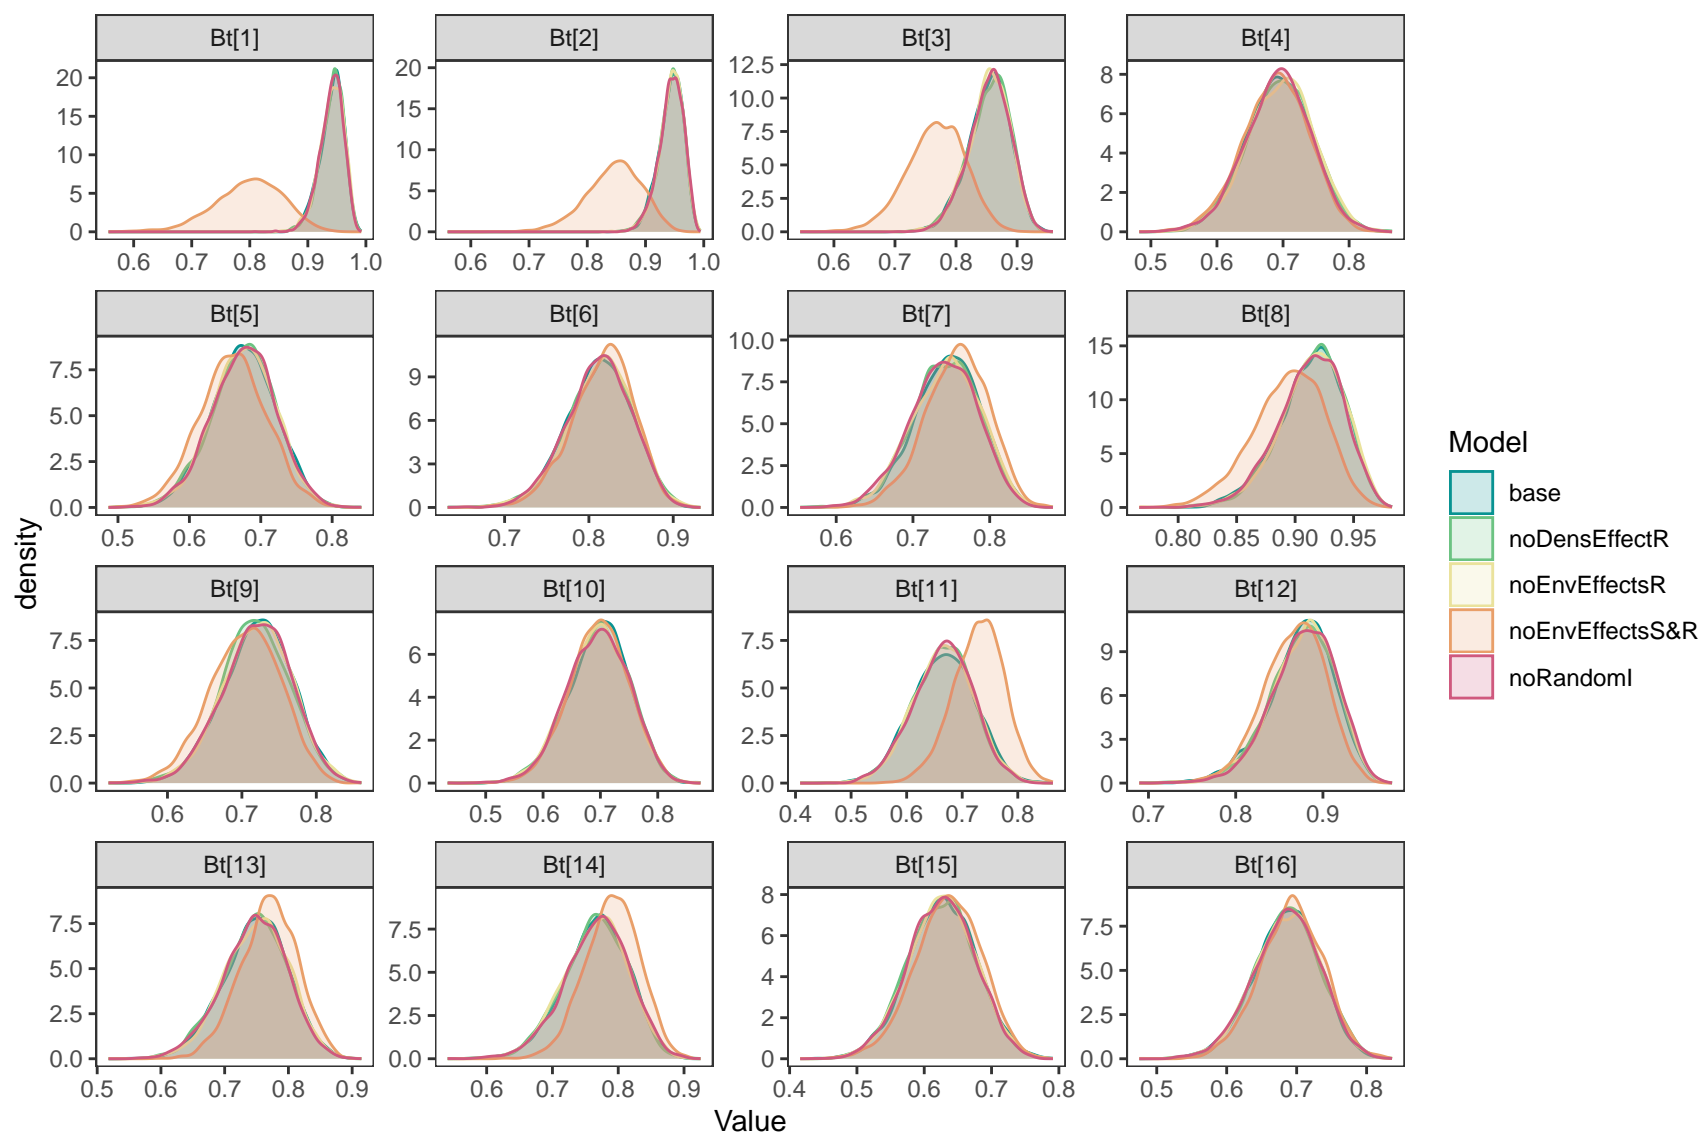 Bt[1] Bt[2] Bt[3] Bt[4]
20 15 10 5 0
20 15 10 5 0
12.5 10.0 7.5 5.0 2.5 0.0
8 6 4 2 0
0.6 0.7 0.8 0.9 1.0
0.6 0.7 0.8 0.9 1.0
0.6 0.7 0.8 0.9
0.5 0.6 0.7 0.8
Bt[5] Bt[6] Bt[7] Bt[8]
7.5 5.0 2.5 0.0
9 6 3 0
10.0 7.5 5.0 2.5 0.0
15 10 5 0
0.5 0.6 0.7 0.8
0.7 0.8 0.9
0.6 0.7 0.8
0.80 0.85 0.90 0.95
Bt[9] Bt[10] Bt[11] Bt[12]
7.5 5.0 2.5 0.0
6 4 2 0
7.5 5.0 2.5 0.0
9 6 3 0
0.6 0.7 0.8
0.5 0.6 0.7 0.8
0.4 0.5 0.6 0.7 0.8
0.7 0.8 0.9
Bt[13] Bt[14] Bt[15] Bt[16]
7.5 5.0 2.5 0.0
7.5 5.0 2.5 0.0
8 6 4 2 0
7.5 5.0 2.5 0.0
0.5 0.6 0.7 0.8 0.9
0.6 0.7 0.8 0.9
0.4 0.5 0.6 0.7 0.8
0.5 0.6 0.7 0.8
density
Value
Model
base
noDensEffectR
noEnvEffectsR
noEnvEffectsS&R
noRandomI